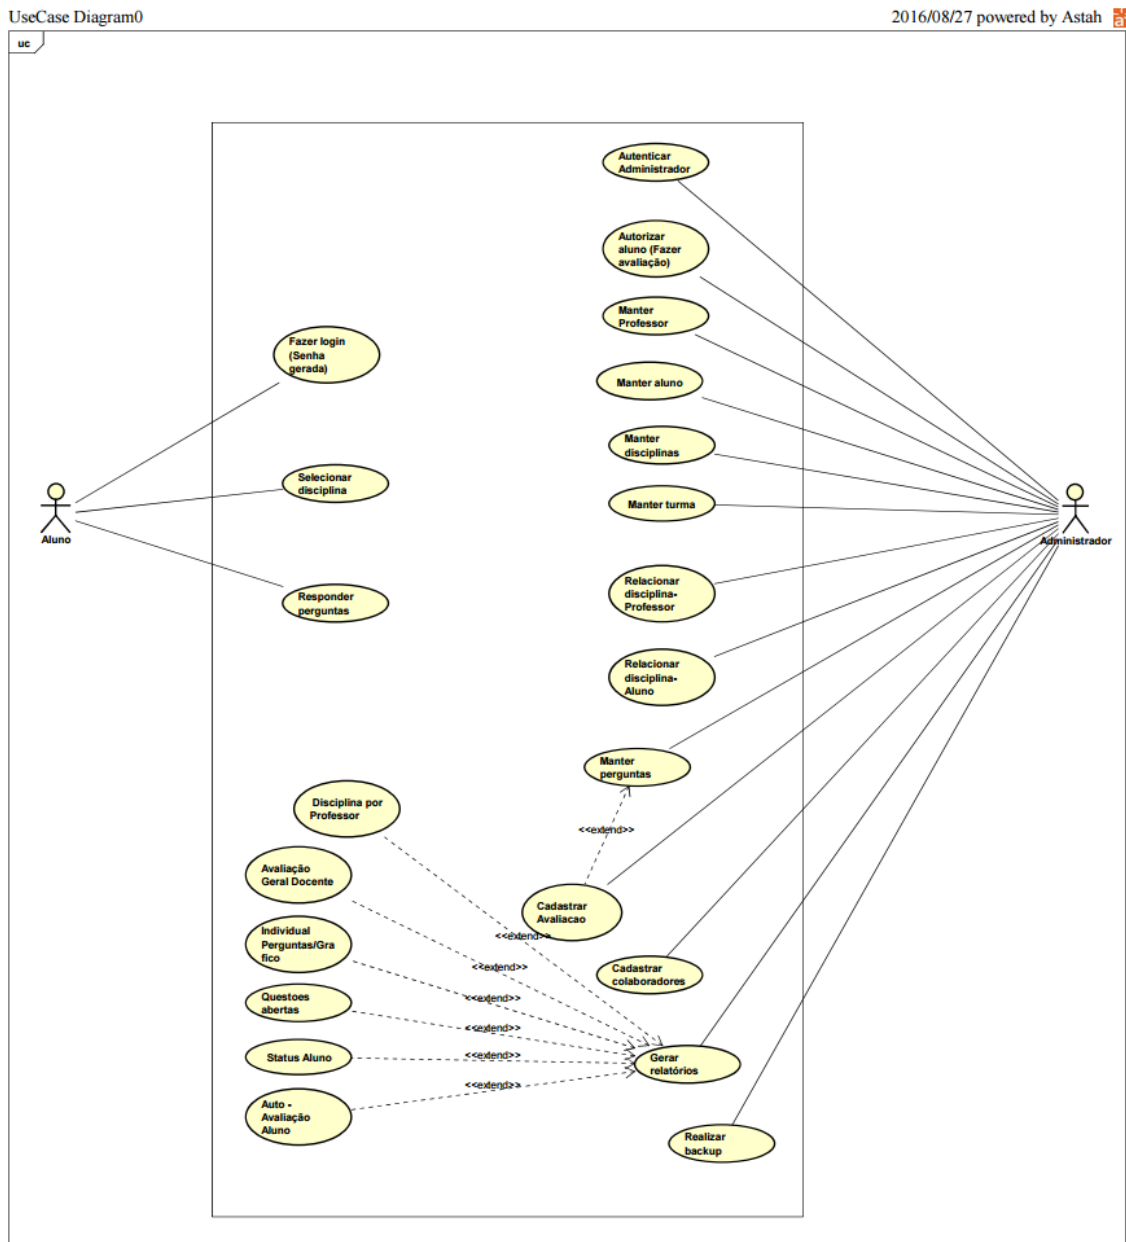 UseCase Diagram0
2016/08/27 powered by Astah
uc
Autenticar
Administrador
Autorizar
aluno (Fazer
avaliação)
Manter
Professor
Fazer login
(Senha
gerada)
Manter aluno
Manter
disciplinas
Selecionar
disciplina
Manter turma
Aluno
Administrador
Responder
perguntas
Relacionar
disciplina-
Professor
Relacionar
disciplina-
Aluno
Manter
perguntas
Disciplina por
Professor
<<extend>>
Avaliação
Geral Docente
Cadastrar
Avaliacao
Individual
Perguntas/Gra
fico
<<extend>>
<<extend>>
Cadastrar
colaboradores
Questoes
abertas
<<extend>>
<<extend>>
Status Aluno
<<extend>>
Gerar
relatórios
<<extend>>
Auto -
Avaliação
Aluno
Realizar
backup